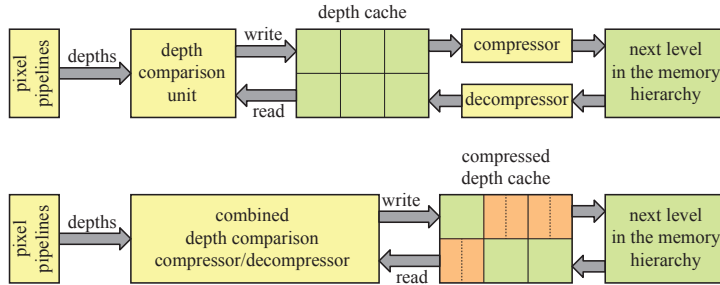 depth cache
pixel
pipelines
depths
depth
comparison
unit
write
read
compressor
decompressor
next level
in the memory
hierarchy
compressed
depth cache
pixel
pipelines
depths
combined
depth comparison
compressor/decompressor
write
read
next level
in the memory
hierarchy